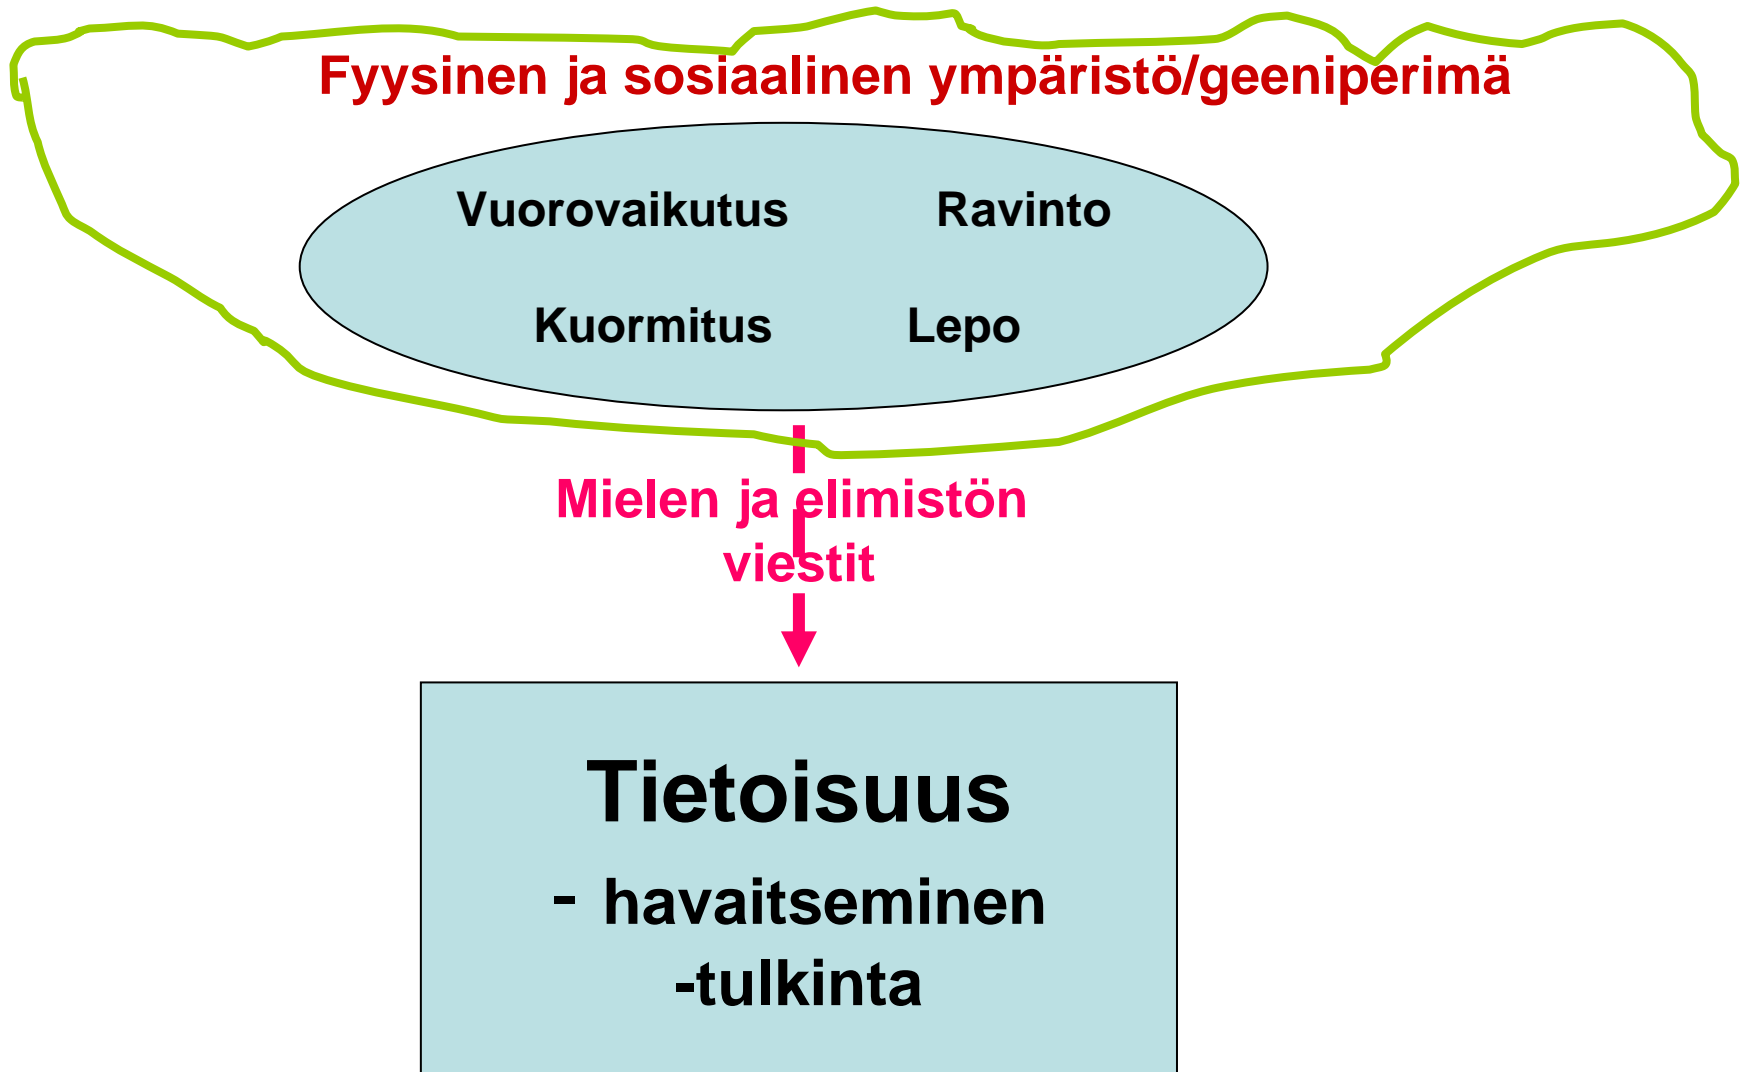 Fyysinen ja sosiaalinen ympäristö/geeniperimä
Vuorovaikutus Ravinto
Kuormitus Lepo
Mielen ja elimistön
viestit
Tietoisuus
- havaitseminen
-tulkinta